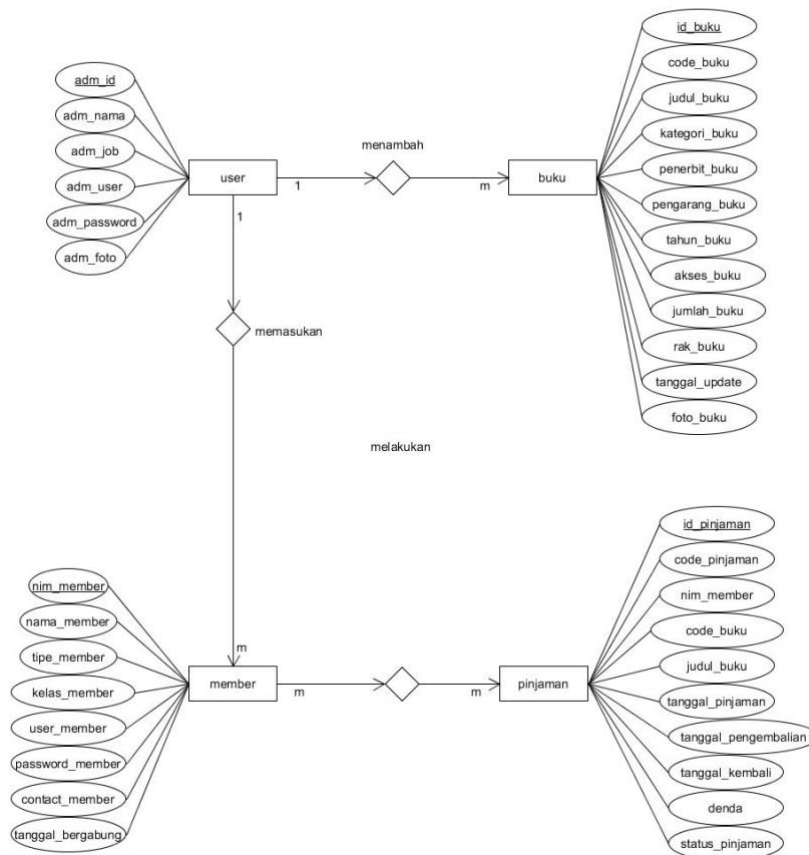 adm_id
adm_nama
adm_job
adm_user
adm_password
adm_foto
user
1
1
menambah
m
buku
id_buku
code_buku
judul_buku
kategori_buku
penerbit_buku
pengarang_buku
tahun_buku
akses_buku
jumlah_buku
rak_buku
tanggal_update
foto_buku
memasukan
melakukan
nim_member
nama_member
tipe_member
kelas_member
user_member
password_member
contact_member
tanggal_bergabung
m
member
m
m
pinjaman
id_pinjaman
code_pinjaman
nim_member
code_buku
judul_buku
tanggal_pinjaman
tanggal_pengembalian
tanggal_kembali
denda
status_pinjaman